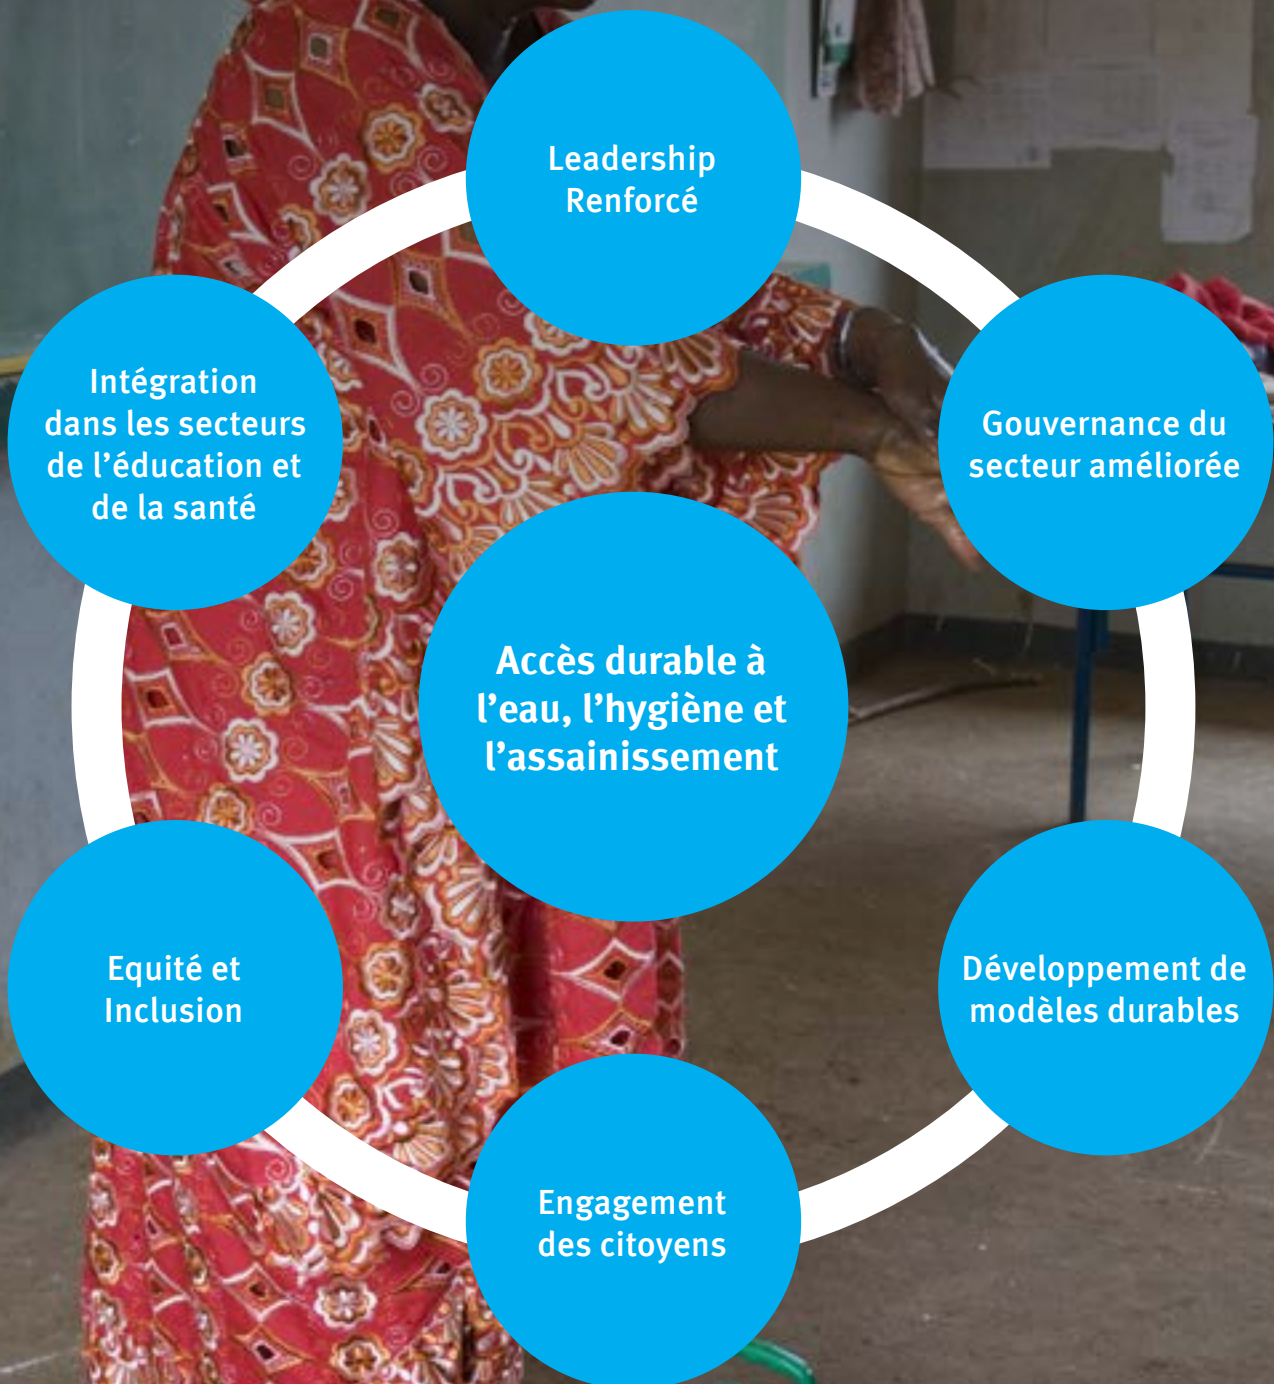 Leadership
Renforcé
Gouvernance du
secteur améliorée
Développement de
modèles durables
Engagement
des citoyens
Equité et
Inclusion
Intégration
dans les secteurs
de l’éducation et
de la santé
Accès durable à
l’eau, l’hygiène et
l’assainissement